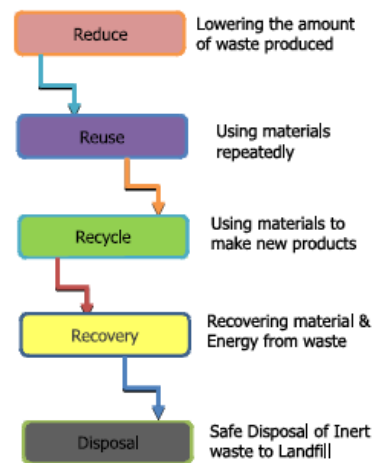 Reduce
Lowering the amount
of waste produced
Reuse
Using materials
repeatedly
Recycle
Using materials to
make new products
Recovery
Recovering material &
Energy from waste
Disposal
Safe Disposal of Inert
waste to Landfill